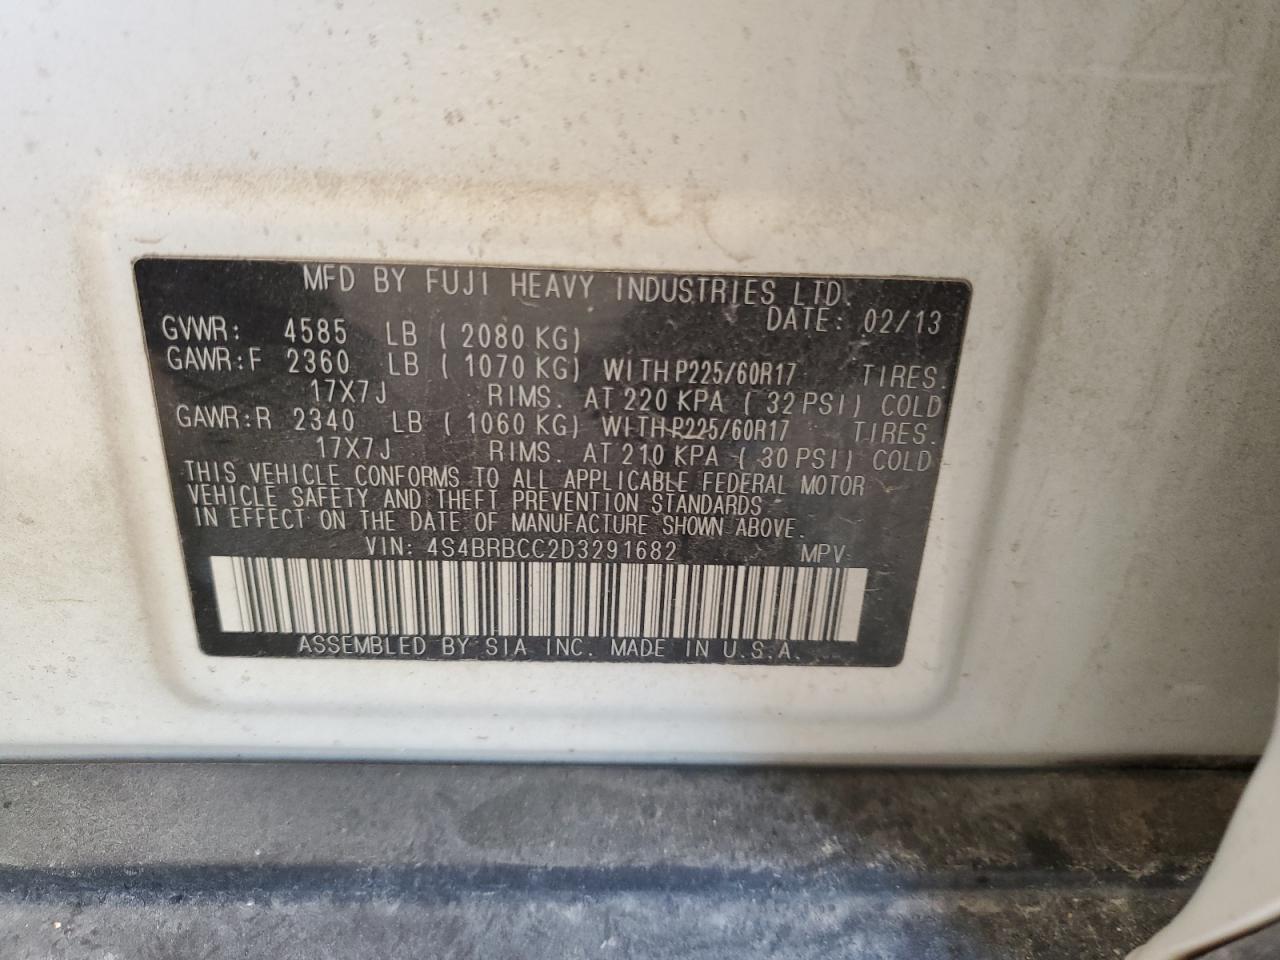 MFD BY FUJI HEAVY INDUSTRIES LTD.
DATE: 02/13
GVWR: 4585 LB ( 2080 KG)
GAWR:F 2360 LB ( 1070 KG) WITH P225/60R17 TIRES.
17X7J RIMS. AT 220 KPA ( 32 PSI) COLD
GAWR:R 2340 LB ( 1060 KG) WITH P225/60R17 TIRES.
17X7J RIMS. AT 210 KPA ( 30 PSI) COLD
THIS VEHICLE CONFORMS TO ALL APPLICABLE FEDERAL MOTOR
VEHICLE SAFETY AND THEFT PREVENTION STANDARDS
IN EFFECT ON THE DATE OF MANUFACTURE SHOWN ABOVE.
VIN: 4S4BRBCC2D3291682 MPV
ASSEMBLED BY SIA INC. MADE IN U.S.A.